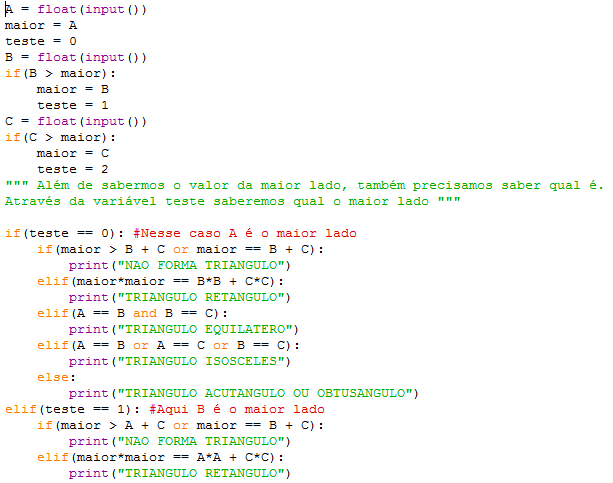 A = float(input())
maior = A
teste = 0
B = float(input())
if(B > maior):
    maior = B
    teste = 1
C = float(input())
if(C > maior):
    maior = C
    teste = 2
""" Além de sabermos o valor da maior lado, também precisamos saber qual é.
Através da variável teste saberemos qual o maior lado """

if(teste == 0): #Nesse caso A é o maior lado
    if(maior > B + C or maior == B + C):
        print("NAO FORMA TRIANGULO")
    elif(maior*maior == B*B + C*C):
        print("TRIANGULO RETANGULO")
    elif(A == B and B == C):
        print("TRIANGULO EQUILATERO")
    elif(A == B or A == C or B == C):
        print("TRIANGULO ISOSCELES")
    else:
        print("TRIANGULO ACUTANGULO OU OBTUSANGULO")
elif(teste == 1): #Aqui B é o maior lado
    if(maior > A + C or maior == B + C):
        print("NAO FORMA TRIANGULO")
    elif(maior*maior == A*A + C*C):
        print("TRIANGULO RETANGULO")